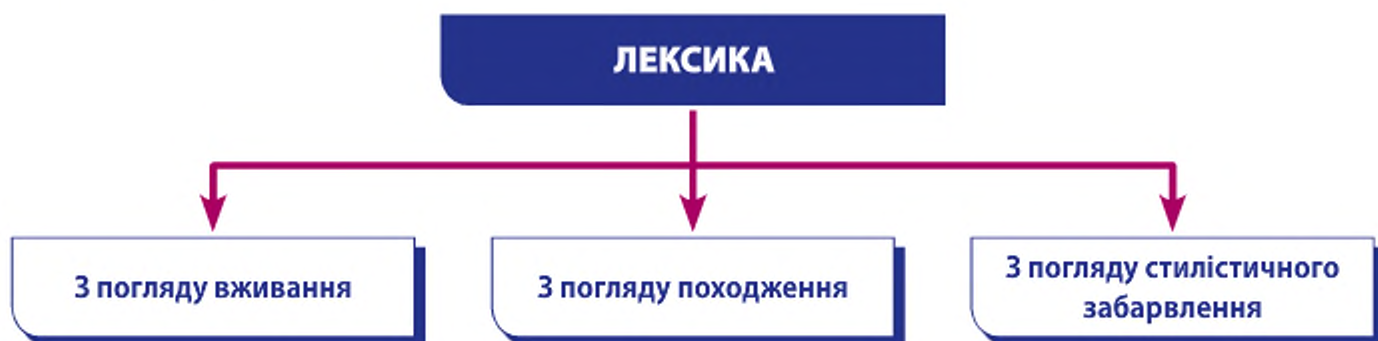 ЛЕКСИКА
З погляду вживання
З погляду походження
З погляду стилістичного
забарвлення